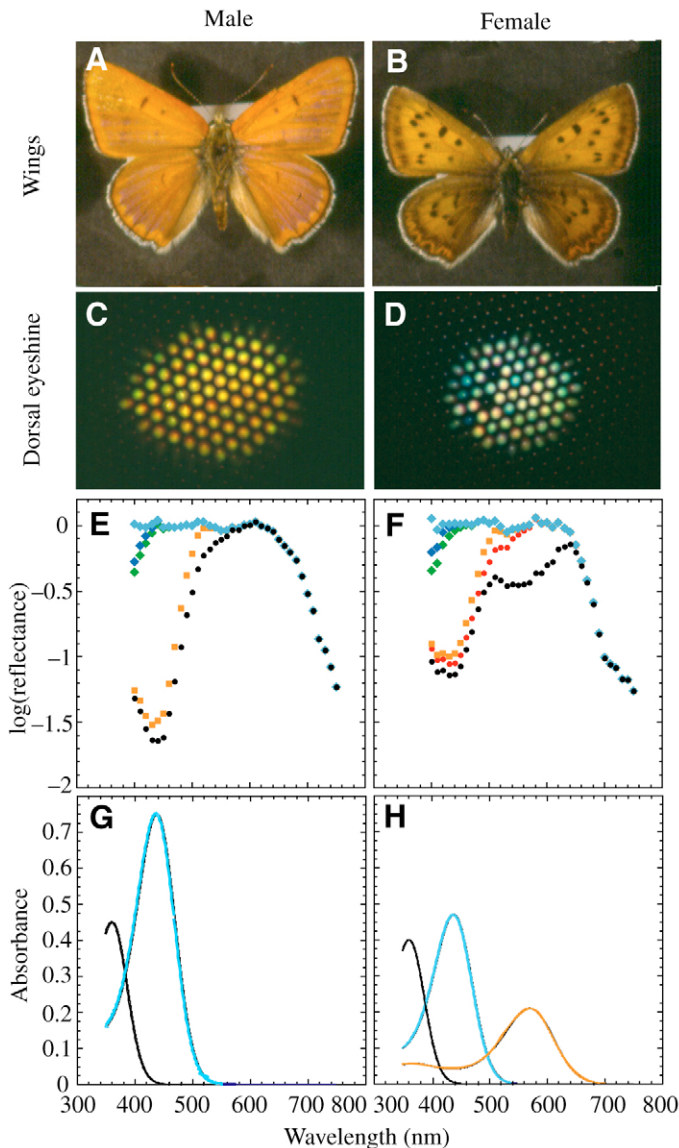 Male Female
Wings
A B
Dorsal eyeshine
C D
E F
log(reflectance)
0
−0.5
−1
−1.5
−2
G H
Absorbance
0.7
0.6
0.5
0.4
0.3
0.2
0.1
0
300 400 500 600 700 800 300 400 500 600 700 800
Wavelength (nm)